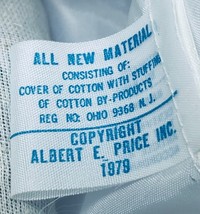 ALL NEW MATERIAL
CONSISTING OF:
COVER OF COTTON WITH STUFFING
OF COTTON BY-PRODUCTS
REG NO: OHIO 9368 N.J.
COPYRIGHT
ALBERT E. PRICE INC.
1979